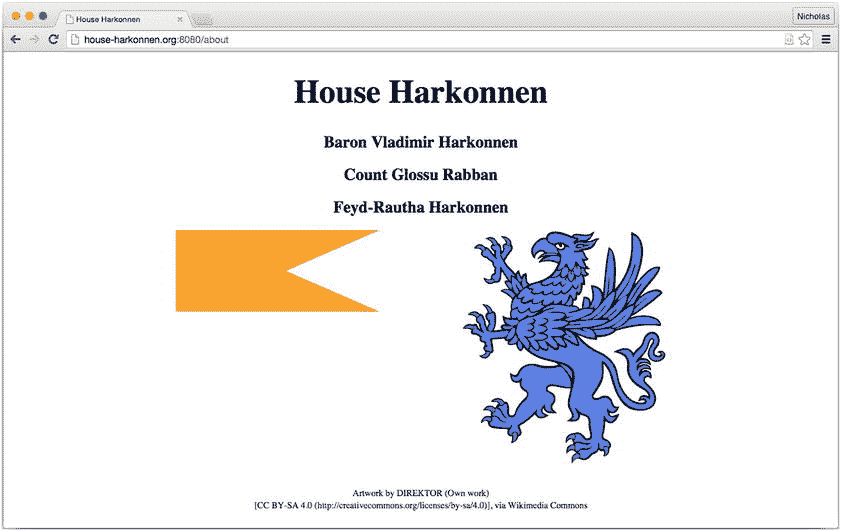 House Harkonnen
Nicholas
house-harkonnen.org:8080/about
House Harkonnen
Baron Vladimir Harkonnen
Count Glossu Rabban
Feyd-Rautha Harkonnen
Artwork by DIREKTOR (Own work)
[CC BY-SA 4.0 (http://creativecommons.org/licenses/by-sa/4.0)], via Wikimedia Commons